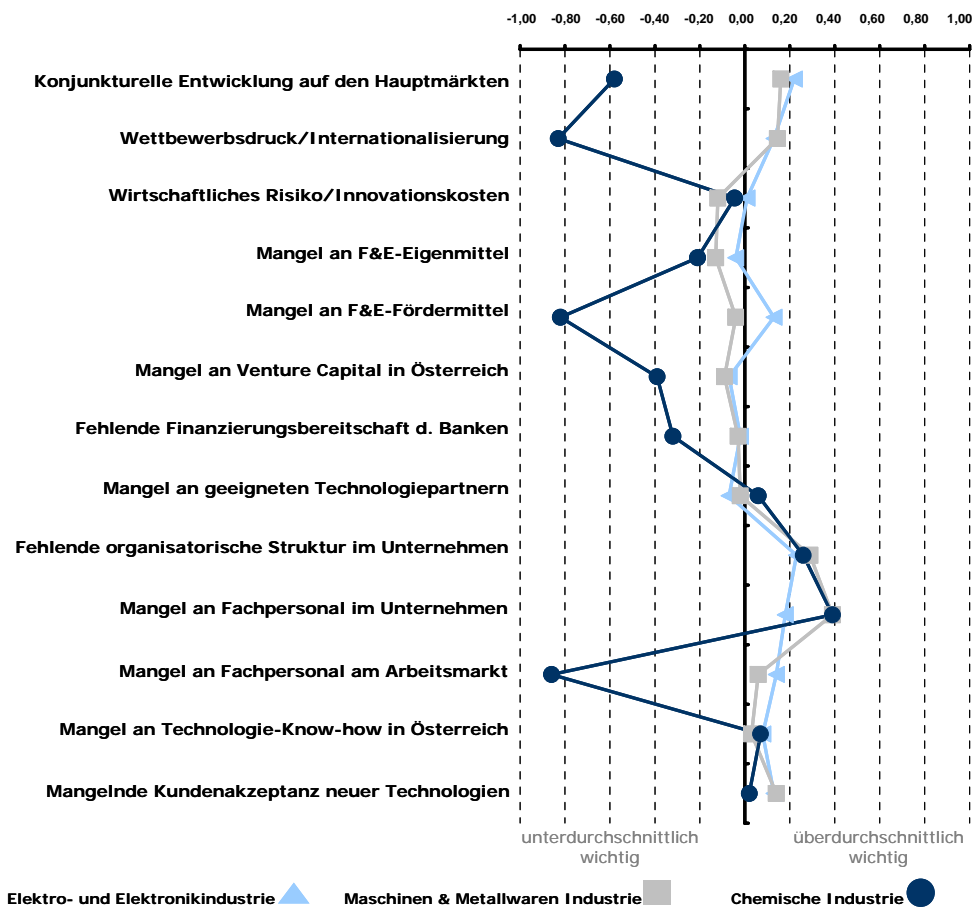 -1,00 -0,80 -0,60 -0,40 -0,20 0,00 0,20 0,40 0,60 0,80 1,00
Konjunkturelle Entwicklung auf den Hauptmärkten
Wettbewerbsdruck/Internationalisierung
Wirtschaftliches Risiko/Innovationskosten
Mangel an F&E-Eigenmittel
Mangel an F&E-Fördermittel
Mangel an Venture Capital in Österreich
Fehlende Finanzierungsbereitschaft d. Banken
Mangel an geeigneten Technologiepartnern
Fehlende organisatorische Struktur im Unternehmen
Mangel an Fachpersonal im Unternehmen
Mangel an Fachpersonal am Arbeitsmarkt
Mangel an Technologie-Know-how in Österreich
Mangelnde Kundenakzeptanz neuer Technologien
unterdurchschnittlich
wichtig
überdurchschnittlich
wichtig
Elektro- und Elektronikindustrie
Maschinen & Metallwaren Industrie
Chemische Industrie